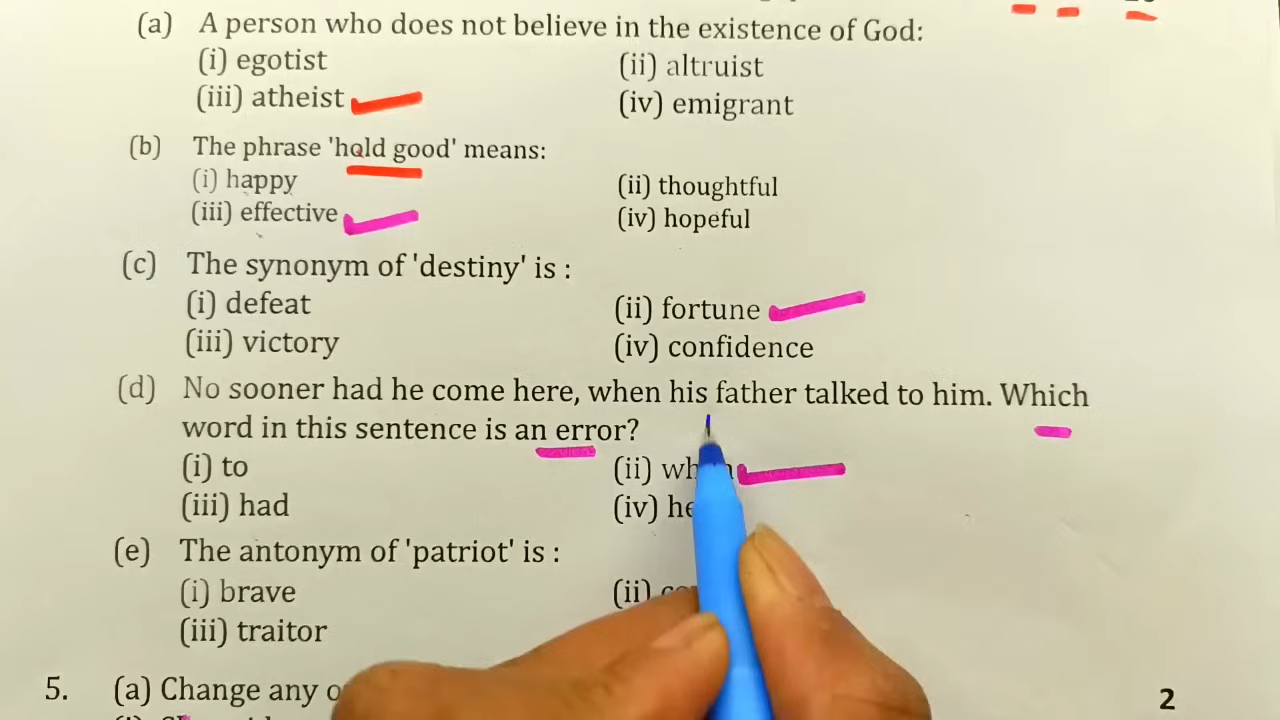 (a) A person who does not believe in the existence of God:
(i) egotist (ii) altruist
(iii) atheist (iv) emigrant
(b) The phrase 'hold good' means:
(i) happy (ii) thoughtful
(iii) effective (iv) hopeful
(c) The synonym of 'destiny' is :
(i) defeat (ii) fortune
(iii) victory (iv) confidence
(d) No sooner had he come here, when his father talked to him. Which
word in this sentence is an error?
(i) to (ii)
(iii) had (iv)
(e) The antonym of 'patriot' is :
(i) brave (ii)
(iii) traitor
5. (a) Change any 2